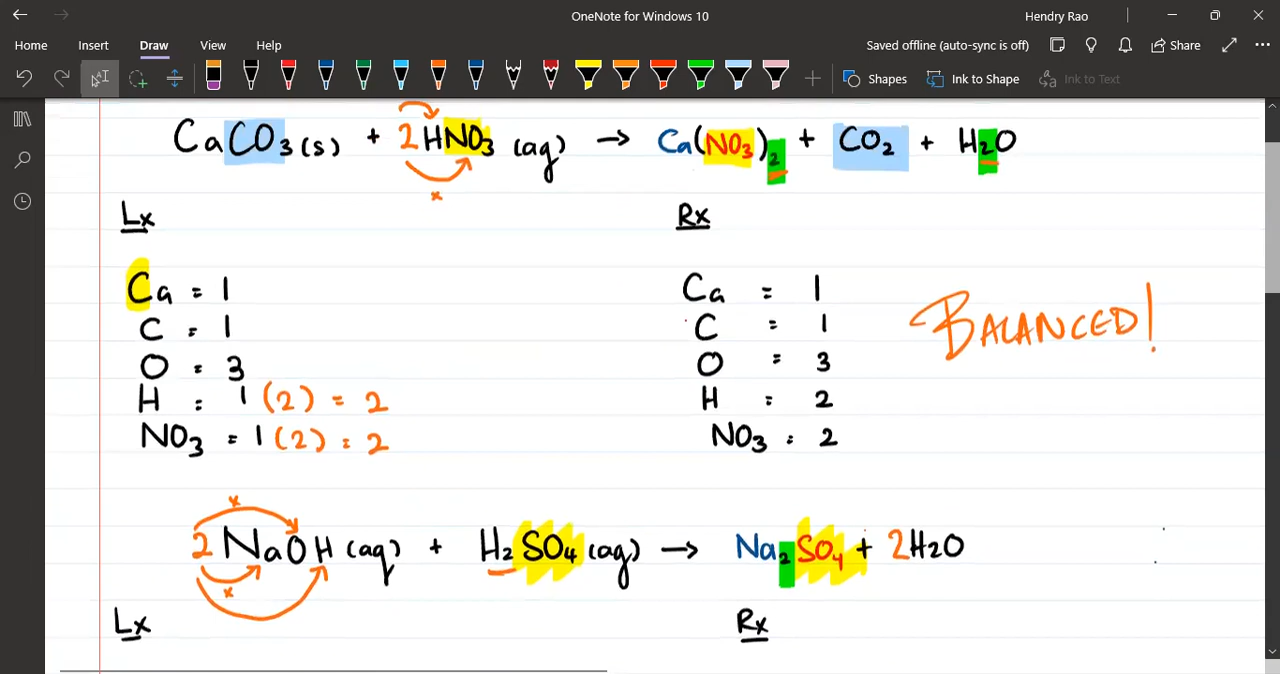 OneNote for Windows 10
Hendry Rao
Home Insert Draw View Help
Saved offline (auto-sync is off)
Share
Shapes
Ink to Shape
Ink to Text
CaCO₃(s) + 2HNO₃ (aq) → Ca(NO₃)₂ + CO₂ + H₂O
x
Lx Rx
Ca = 1 Ca = 1
C = 1 C = 1
BALANCED!
O = 3 O = 3
H = 1 (2) = 2 H = 2
NO₃ = 1 (2) = 2 NO₃ = 2
x
2NaOH (aq) + H₂SO₄ (aq) → Na₂SO₄ + 2H₂O
x
Lx Rx